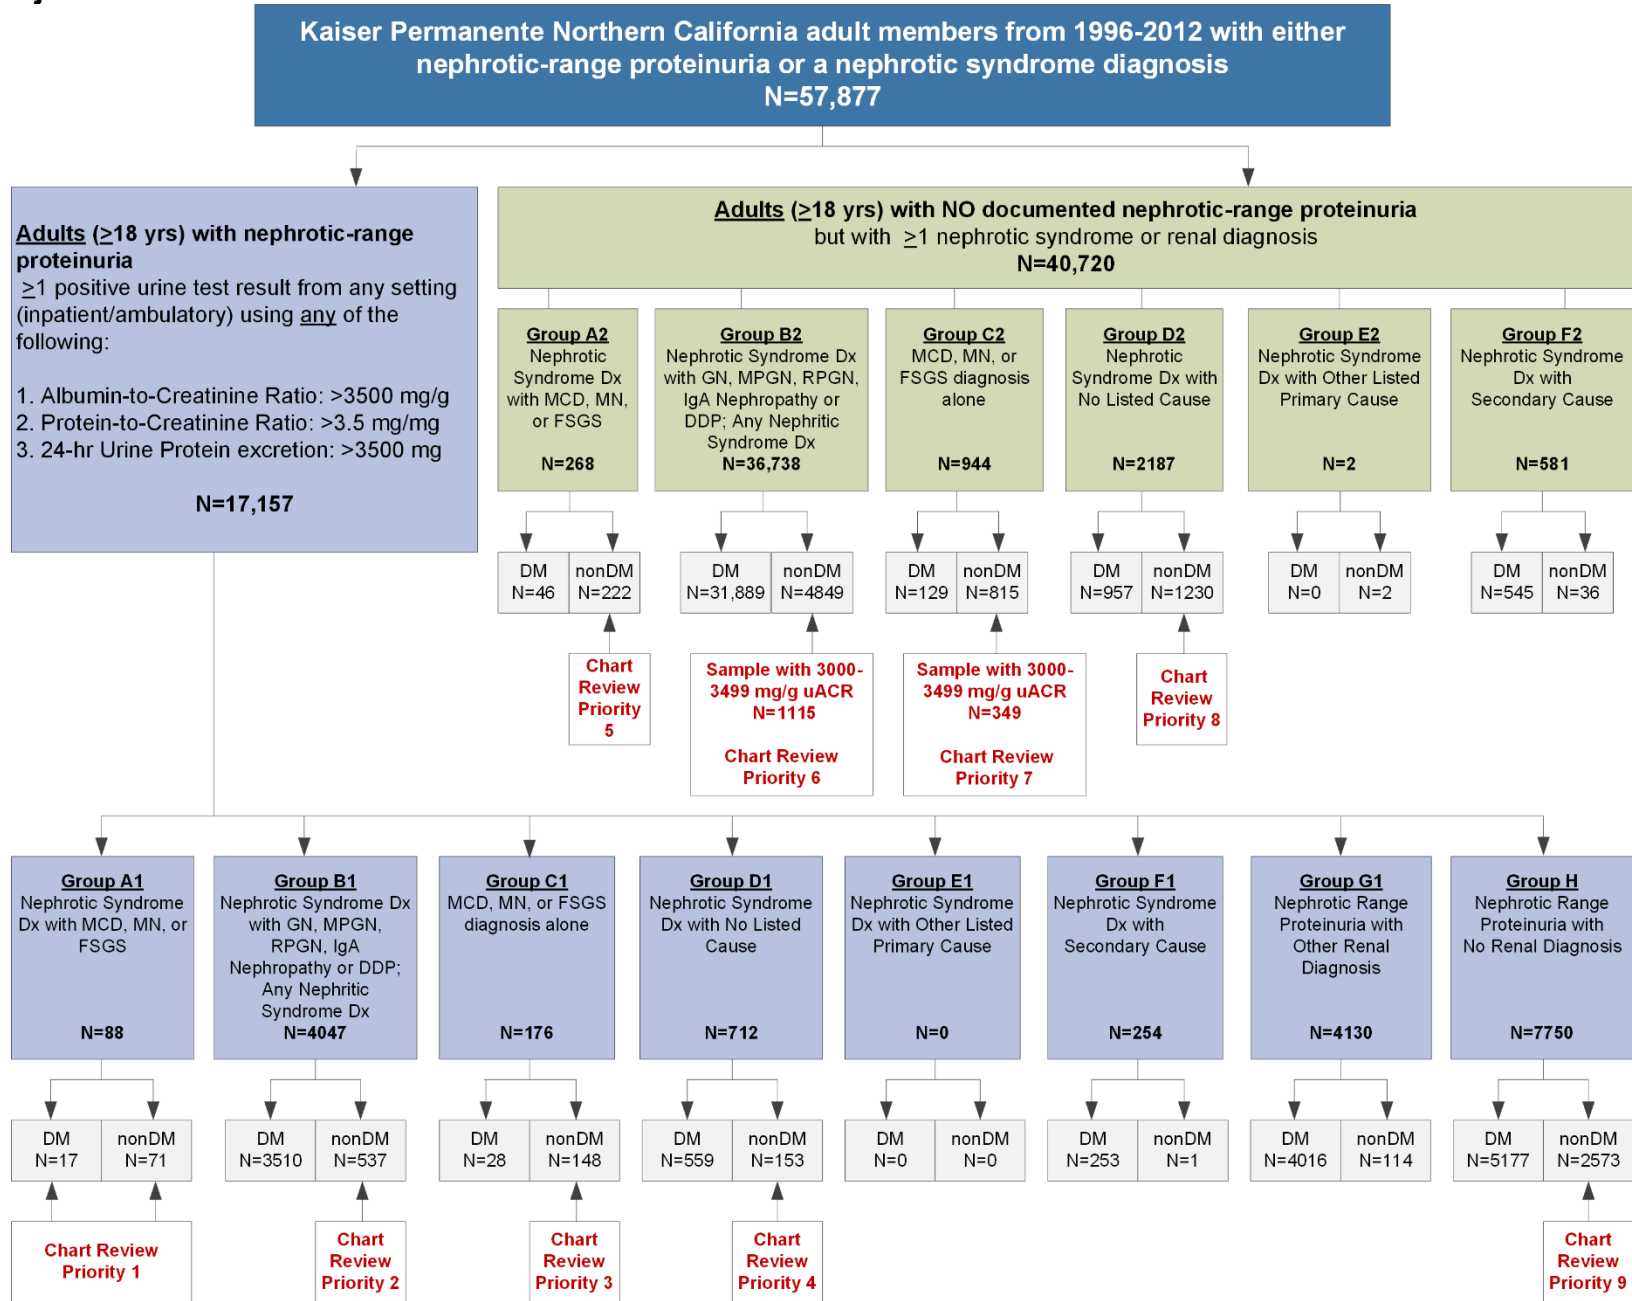 Kaiser Permanente Northern California adult members from 1996-2012 with either
nephrotic-range proteinuria or a nephrotic syndrome diagnosis
N=57,877
Adults (≥18 yrs) with nephrotic-range
proteinuria
≥1 positive urine test result from any setting
(inpatient/ambulatory) using any of the
following:
1. Albumin-to-Creatinine Ratio: >3500 mg/g
2. Protein-to-Creatinine Ratio: >3.5 mg/mg
3. 24-hr Urine Protein excretion: >3500 mg
N=17,157
Adults (≥18 yrs) with NO documented nephrotic-range proteinuria
but with ≥1 nephrotic syndrome or renal diagnosis
N=40,720
Group A2
Nephrotic
Syndrome Dx
with MCD, MN,
or FSGS
N=268
Group B2
Nephrotic Syndrome Dx
with GN, MPGN, RPGN,
IgA Nephropathy or
DDP; Any Nephritic
Syndrome Dx
N=36,738
Group C2
MCD, MN, or
FSGS diagnosis
alone
N=944
Group D2
Nephrotic
Syndrome Dx with
No Listed Cause
N=2187
Group E2
Nephrotic Syndrome
Dx with Other Listed
Primary Cause
N=2
Group F2
Nephrotic Syndrome
Dx with
Secondary Cause
N=581
DM
N=46
nonDM
N=222
DM
N=31,889
nonDM
N=4849
DM
N=129
nonDM
N=815
DM
N=957
nonDM
N=1230
DM
N=0
nonDM
N=2
DM
N=545
nonDM
N=36
Chart
Review
Priority
5
Sample with 3000-
3499 mg/g uACR
N=1115
Chart Review
Priority 6
Sample with 3000-
3499 mg/g uACR
N=349
Chart Review
Priority 7
Chart
Review
Priority 8
Group A1
Nephrotic Syndrome
Dx with MCD, MN, or
FSGS
N=88
Group B1
Nephrotic Syndrome Dx
with GN, MPGN,
RPGN, IgA
Nephropathy or DDP;
Any Nephritic
Syndrome Dx
N=4047
Group C1
MCD, MN, or FSGS
diagnosis alone
N=176
Group D1
Nephrotic Syndrome
Dx with No Listed
Cause
N=712
Group E1
Nephrotic Syndrome
Dx with Other Listed
Primary Cause
N=0
Group F1
Nephrotic Syndrome
Dx with
Secondary Cause
N=254
Group G1
Nephrotic Range
Proteinuria with
Other Renal
Diagnosis
N=4130
Group H
Nephrotic Range
Proteinuria with
No Renal Diagnosis
N=7750
DM
N=17
nonDM
N=71
DM
N=3510
nonDM
N=537
DM
N=28
nonDM
N=148
DM
N=559
nonDM
N=153
DM
N=0
nonDM
N=0
DM
N=253
nonDM
N=1
DM
N=4016
nonDM
N=114
DM
N=5177
nonDM
N=2573
Chart Review
Priority 1
Chart
Review
Priority 2
Chart
Review
Priority 3
Chart
Review
Priority 4
Chart
Review
Priority 9